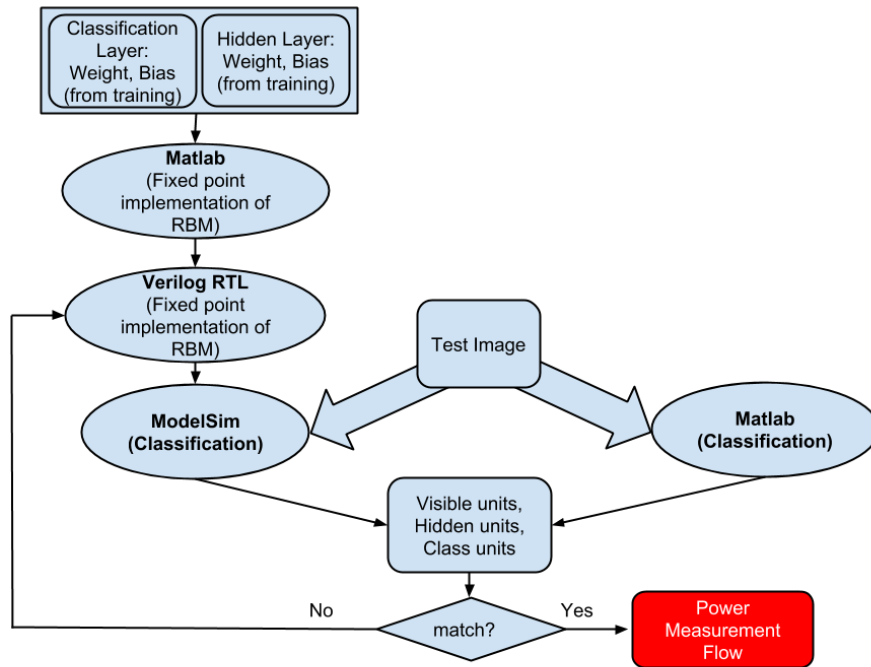 Classification
Layer:
Weight, Bias
(from training)
Hidden Layer:
Weight, Bias
(from training)
Matlab
(Fixed point
implementation of
RBM)
Verilog RTL
(Fixed point
implementation of
RBM)
Test Image
ModelSim
(Classification)
Matlab
(Classification)
Visible units,
Hidden units,
Class units
No
match?
Yes
Power
Measurement
Flow